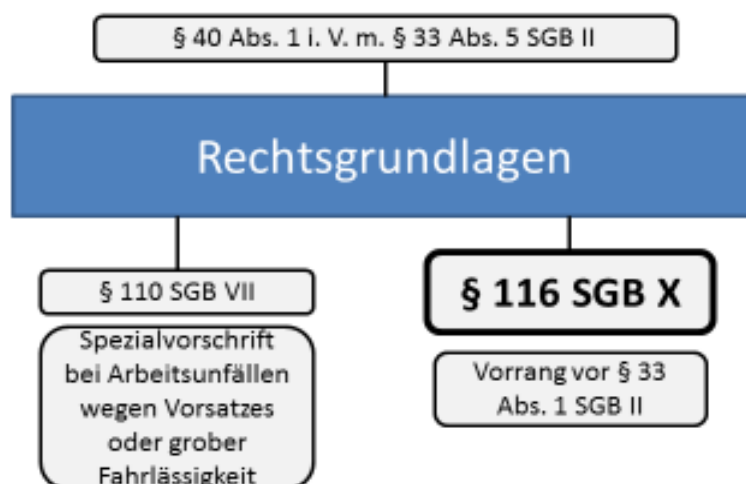 § 40 Abs. 1 i. V. m. § 33 Abs. 5 SGB II
Rechtsgrundlagen
§ 110 SGB VII
Spezialvorschrift
bei Arbeitsunfällen
wegen Vorsatzes
oder grober
Fahrlässigkeit
§ 116 SGB X
Vorrang vor § 33
Abs. 1 SGB II